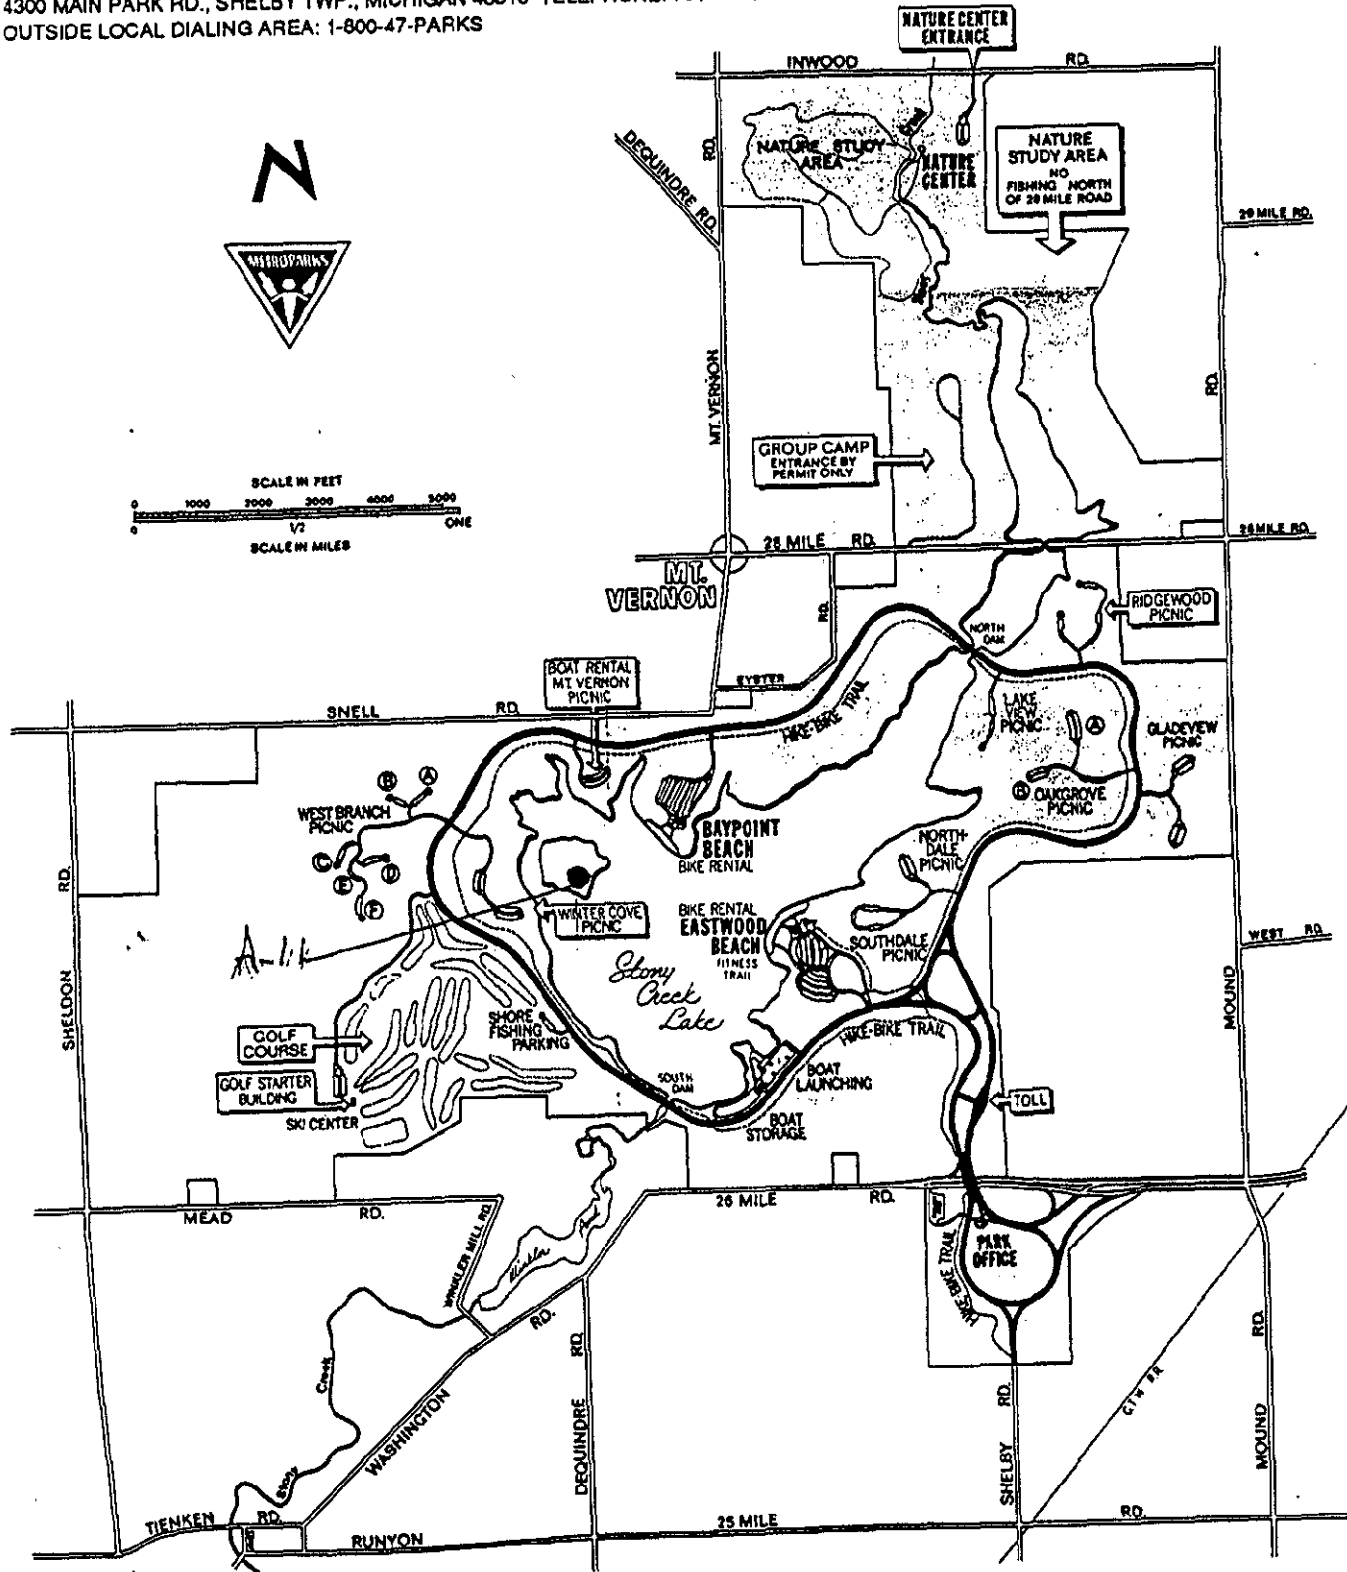 4300 MAIN PARK RD., SHELBY TWP., MICHIGAN
OUTSIDE LOCAL DIALING AREA: 1-800-47-PARKS
NATURE CENTER
ENTRANCE
INWOOD RD.
DEQUINDRE RD.
RD.
Creek
NATURE STUDY
AREA
NATURE
CENTER
NATURE
STUDY AREA
NO
FISHING NORTH
OF 29 MILE ROAD
29 MILE RD.
N
METROPARKS
Stony
MT. VERNON
RD.
GROUP CAMP
ENTRANCE BY
PERMIT ONLY
SCALE IN FEET
0 1000 2000 3000 4000 5000
0 1/2 ONE
SCALE IN MILES
28 MILE RD.
28 MILE RD.
MT.
VERNON
RD.
RIDGEWOOD
PICNIC
NORTH
DAM
BOAT RENTAL
MT. VERNON
PICNIC
EYSTER
SNELL RD.
HIKE-BIKE TRAIL
LAKE
VIEW
PICNIC
A
GLADEVIEW
PICNIC
B
OAKGROVE
PICNIC
B A
WEST BRANCH
PICNIC
C
D
E
F
BAYPOINT
BEACH
BIKE RENTAL
NORTH-
DALE
PICNIC
RD.
WINTER COVE
PICNIC
BIKE RENTAL
EASTWOOD
BEACH
FITNESS
TRAIL
SOUTHDALE
PICNIC
WEST RD.
Stony
Creek
Lake
SHELDON
MOUND
SHORE
FISHING
PARKING
HIKE-BIKE TRAIL
GOLF
COURSE
GOLF STARTER
BUILDING
SKI CENTER
SOUTH
DAM
BOAT
LAUNCHING
BOAT
STORAGE
TOLL
MEAD RD.
26 MILE RD.
WINKLER MILL RD.
Winkler
PARK
OFFICE
HIKE-BIKE TRAIL
RD.
Creek
Stony
WASHINGTON
DEQUINDRE
RD.
SHELBY
RD.
G.T.W. R.R.
MOUND
RD.
TIENKEN RD.
RUNYON
25 MILE RD.